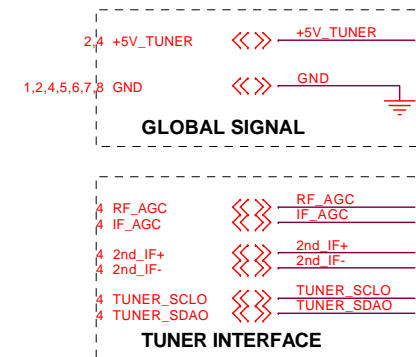 2,4 +5V_TUNER +5V_TUNER
1,2,4,5,6,7,8 GND GND
GLOBAL SIGNAL
4 RF_AGC RF_AGC
4 IF_AGC IF_AGC
4 2nd_IF+ 2nd_IF+
4 2nd_IF- 2nd_IF-
4 TUNER_SCLO TUNER_SCLO
4 TUNER_SDAO TUNER_SDAO
TUNER INTERFACE